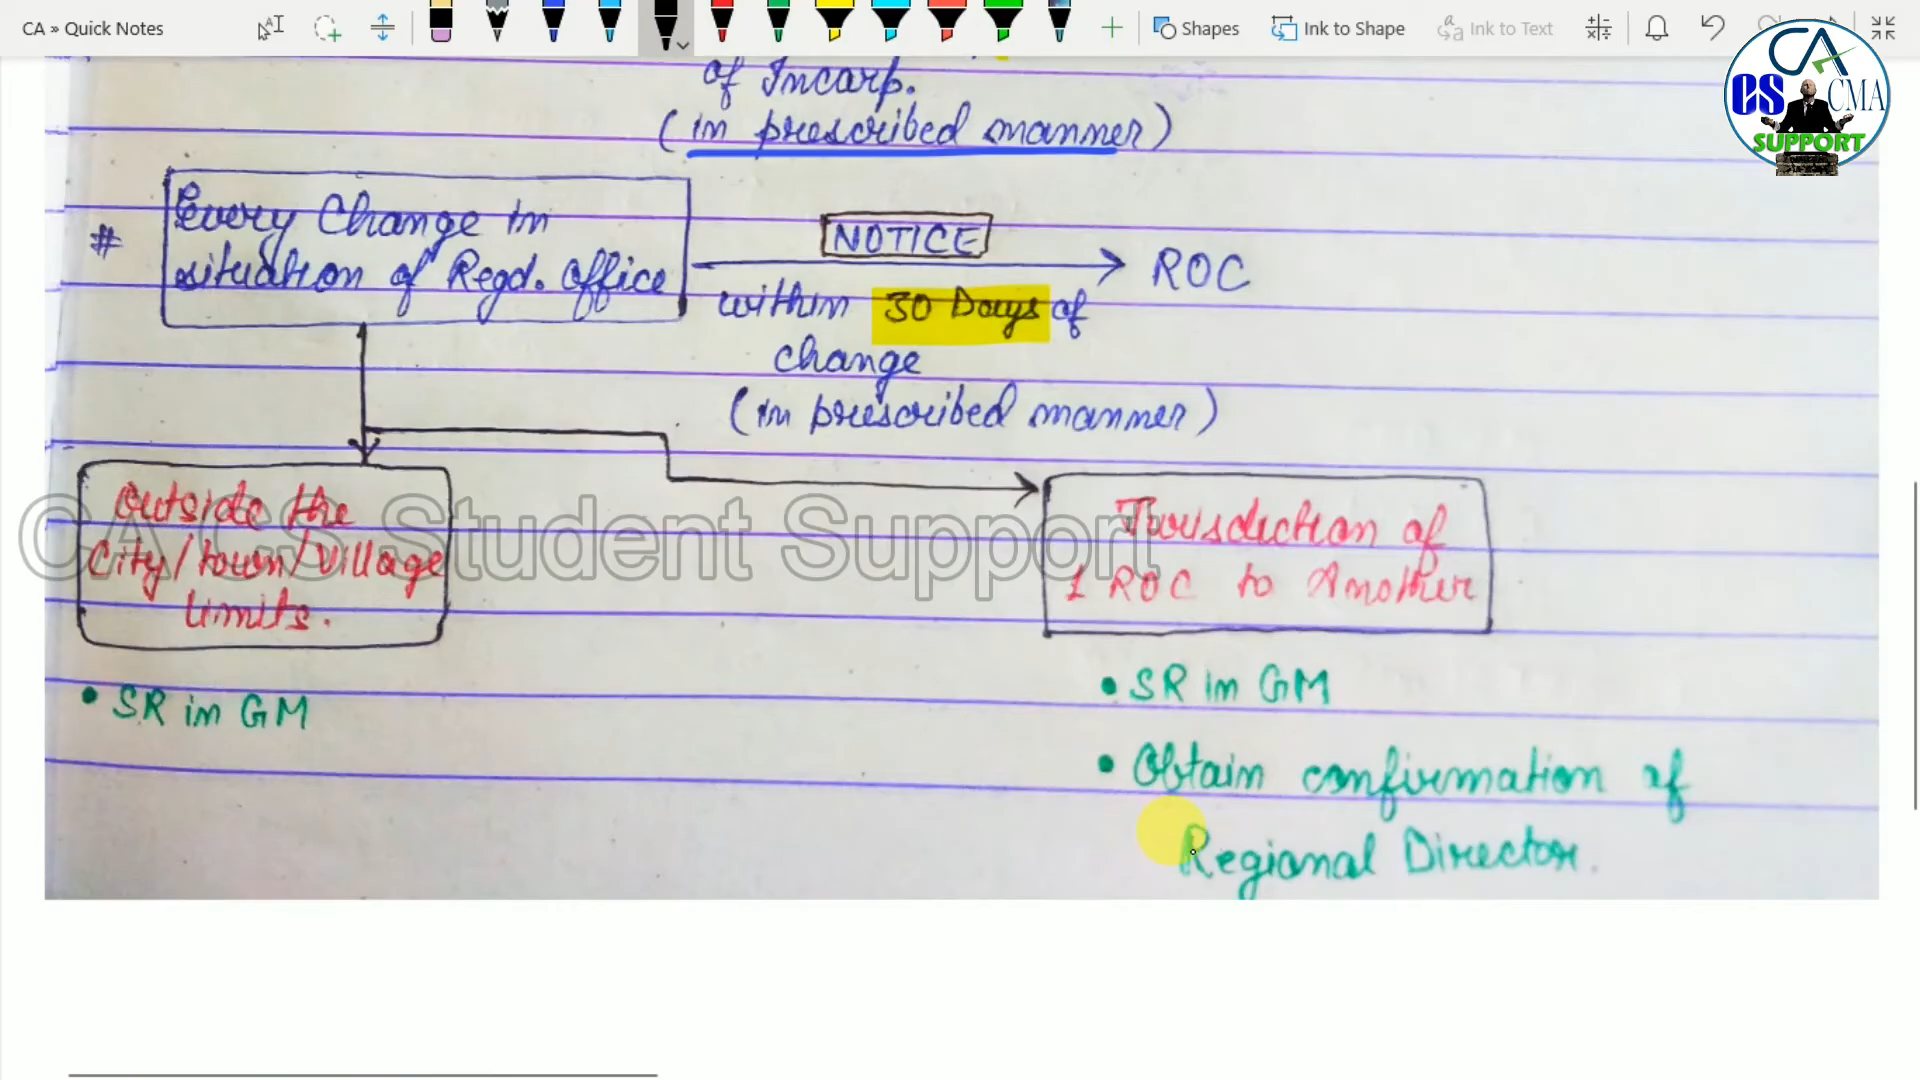 CA » Quick Notes
Shapes
Ink to Shape
Ink to Text
CA
CS
CMA
SUPPORT
of Incorp.
(in prescribed manner)
# Every Change in
situation of Regd. office
NOTICE
ROC
within 30 Days of
change
(in prescribed manner)
CA CS Student Support
Outside the
City/town/Village
limits.
Jurisdiction of
1 ROC to Another
• SR in GM
• SR in GM
• Obtain confirmation of
Regional Director.